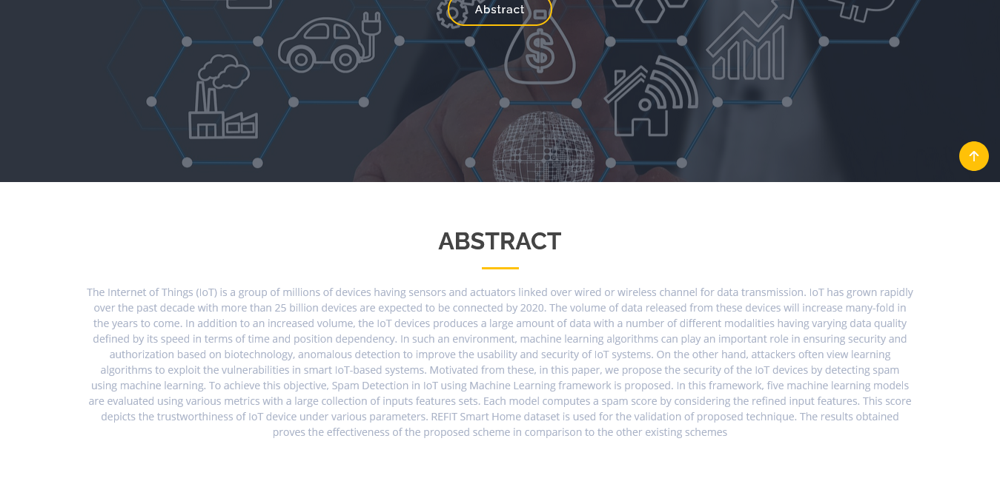 Abstract
$
ABSTRACT
The Internet of Things (IoT) is a group of millions of devices having sensors and actuators linked over wired or wireless channel for data transmission. IoT has grown rapidly
over the past decade with more than 25 billion devices are expected to be connected by 2020. The volume of data released from these devices will increase many-fold in
the years to come. In addition to an increased volume, the IoT devices produces a large amount of data with a number of different modalities having varying data quality
defined by its speed in terms of time and position dependency. In such an environment, machine learning algorithms can play an important role in ensuring security and
authorization based on biotechnology, anomalous detection to improve the usability and security of IoT systems. On the other hand, attackers often view learning
algorithms to exploit the vulnerabilities in smart IoT-based systems. Motivated from these, in this paper, we propose the security of the IoT devices by detecting spam
using machine learning. To achieve this objective, Spam Detection in IoT using Machine Learning framework is proposed. In this framework, five machine learning models
are evaluated using various metrics with a large collection of inputs features sets. Each model computes a spam score by considering the refined input features. This score
depicts the trustworthiness of IoT device under various parameters. REFIT Smart Home dataset is used for the validation of proposed technique. The results obtained
proves the effectiveness of the proposed scheme in comparison to the other existing schemes